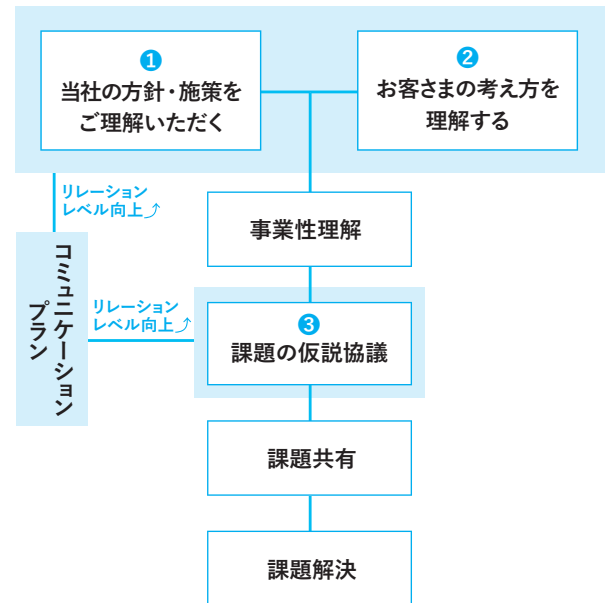 ❶
当社の方針・施策を
ご理解いただく
❷
お客さまの考え方を
理解する
リレーション
レベル向上⤴
事業性理解
コミュニケーション
プラン
リレーション
レベル向上⤴
❸
課題の仮説協議
課題共有
課題解決